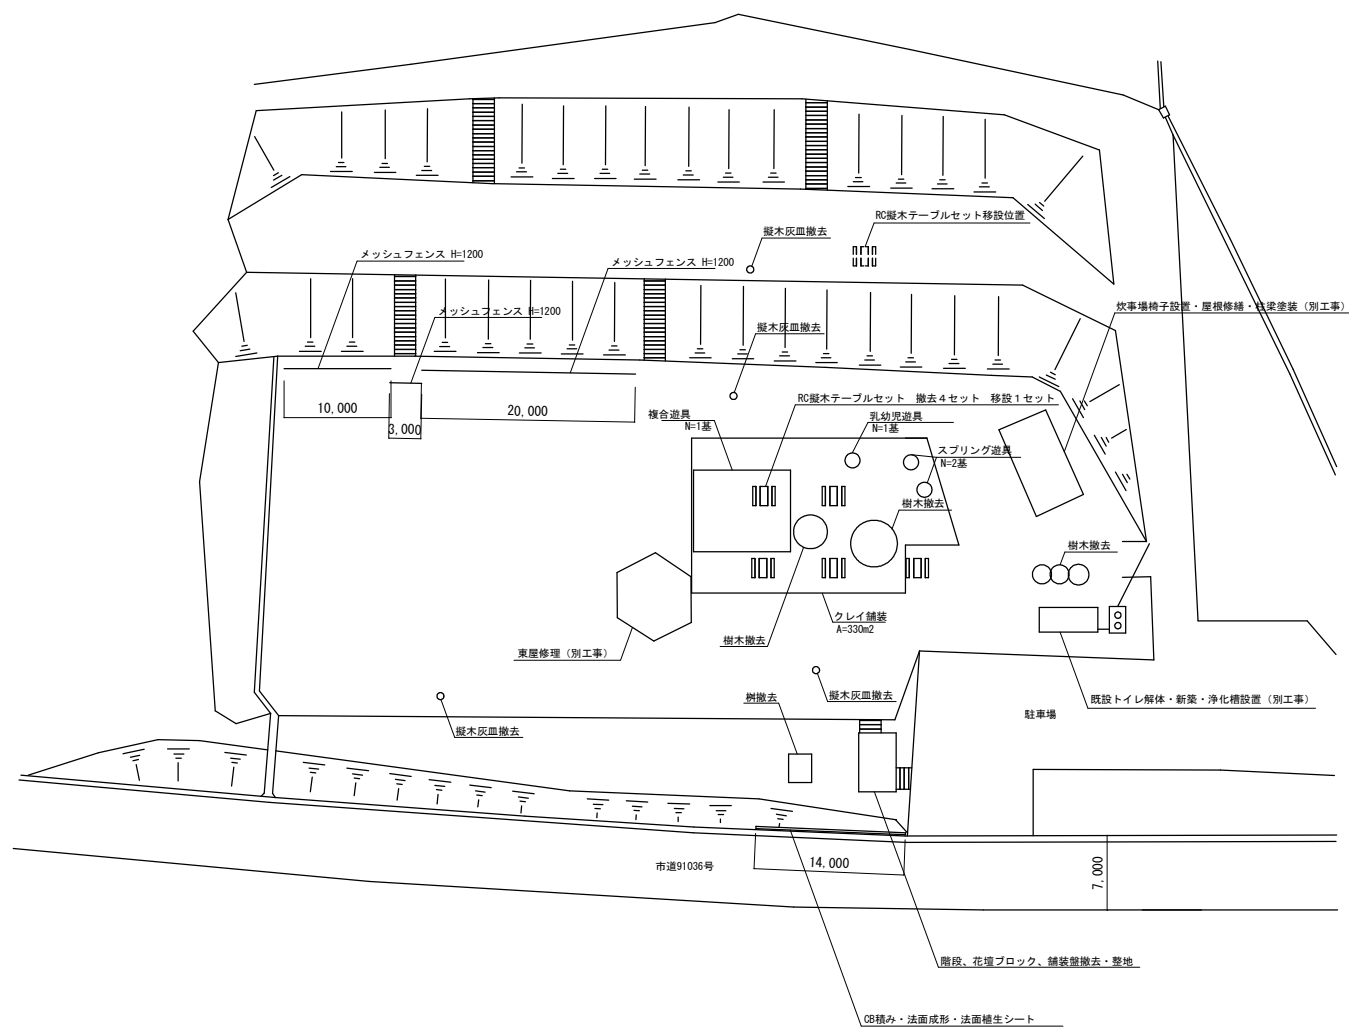 RC擬木テーブルセット移設位置
擬木灰皿撤去
メッシュフェンス H=1200
メッシュフェンス H=1200
メッシュフェンス H=1200
炊事場椅子設置・屋根修繕・柱梁塗装（別工事）
擬木灰皿撤去
10,000
3,000
20,000
RC擬木テーブルセット　撤去４セット　移設１セット
複合遊具
N=1基
乳幼児遊具
N=1基
スプリング遊具
N=2基
樹木撤去
樹木撤去
クレイ舗装
A=330m2
樹木撤去
東屋修理（別工事）
擬木灰皿撤去
桝撤去
既設トイレ解体・新築・浄化槽設置（別工事）
駐車場
擬木灰皿撤去
市道91036号
14,000
7,000
階段、花壇ブロック、舗装盤撤去・整地
CB積み・法面成形・法面植生シート